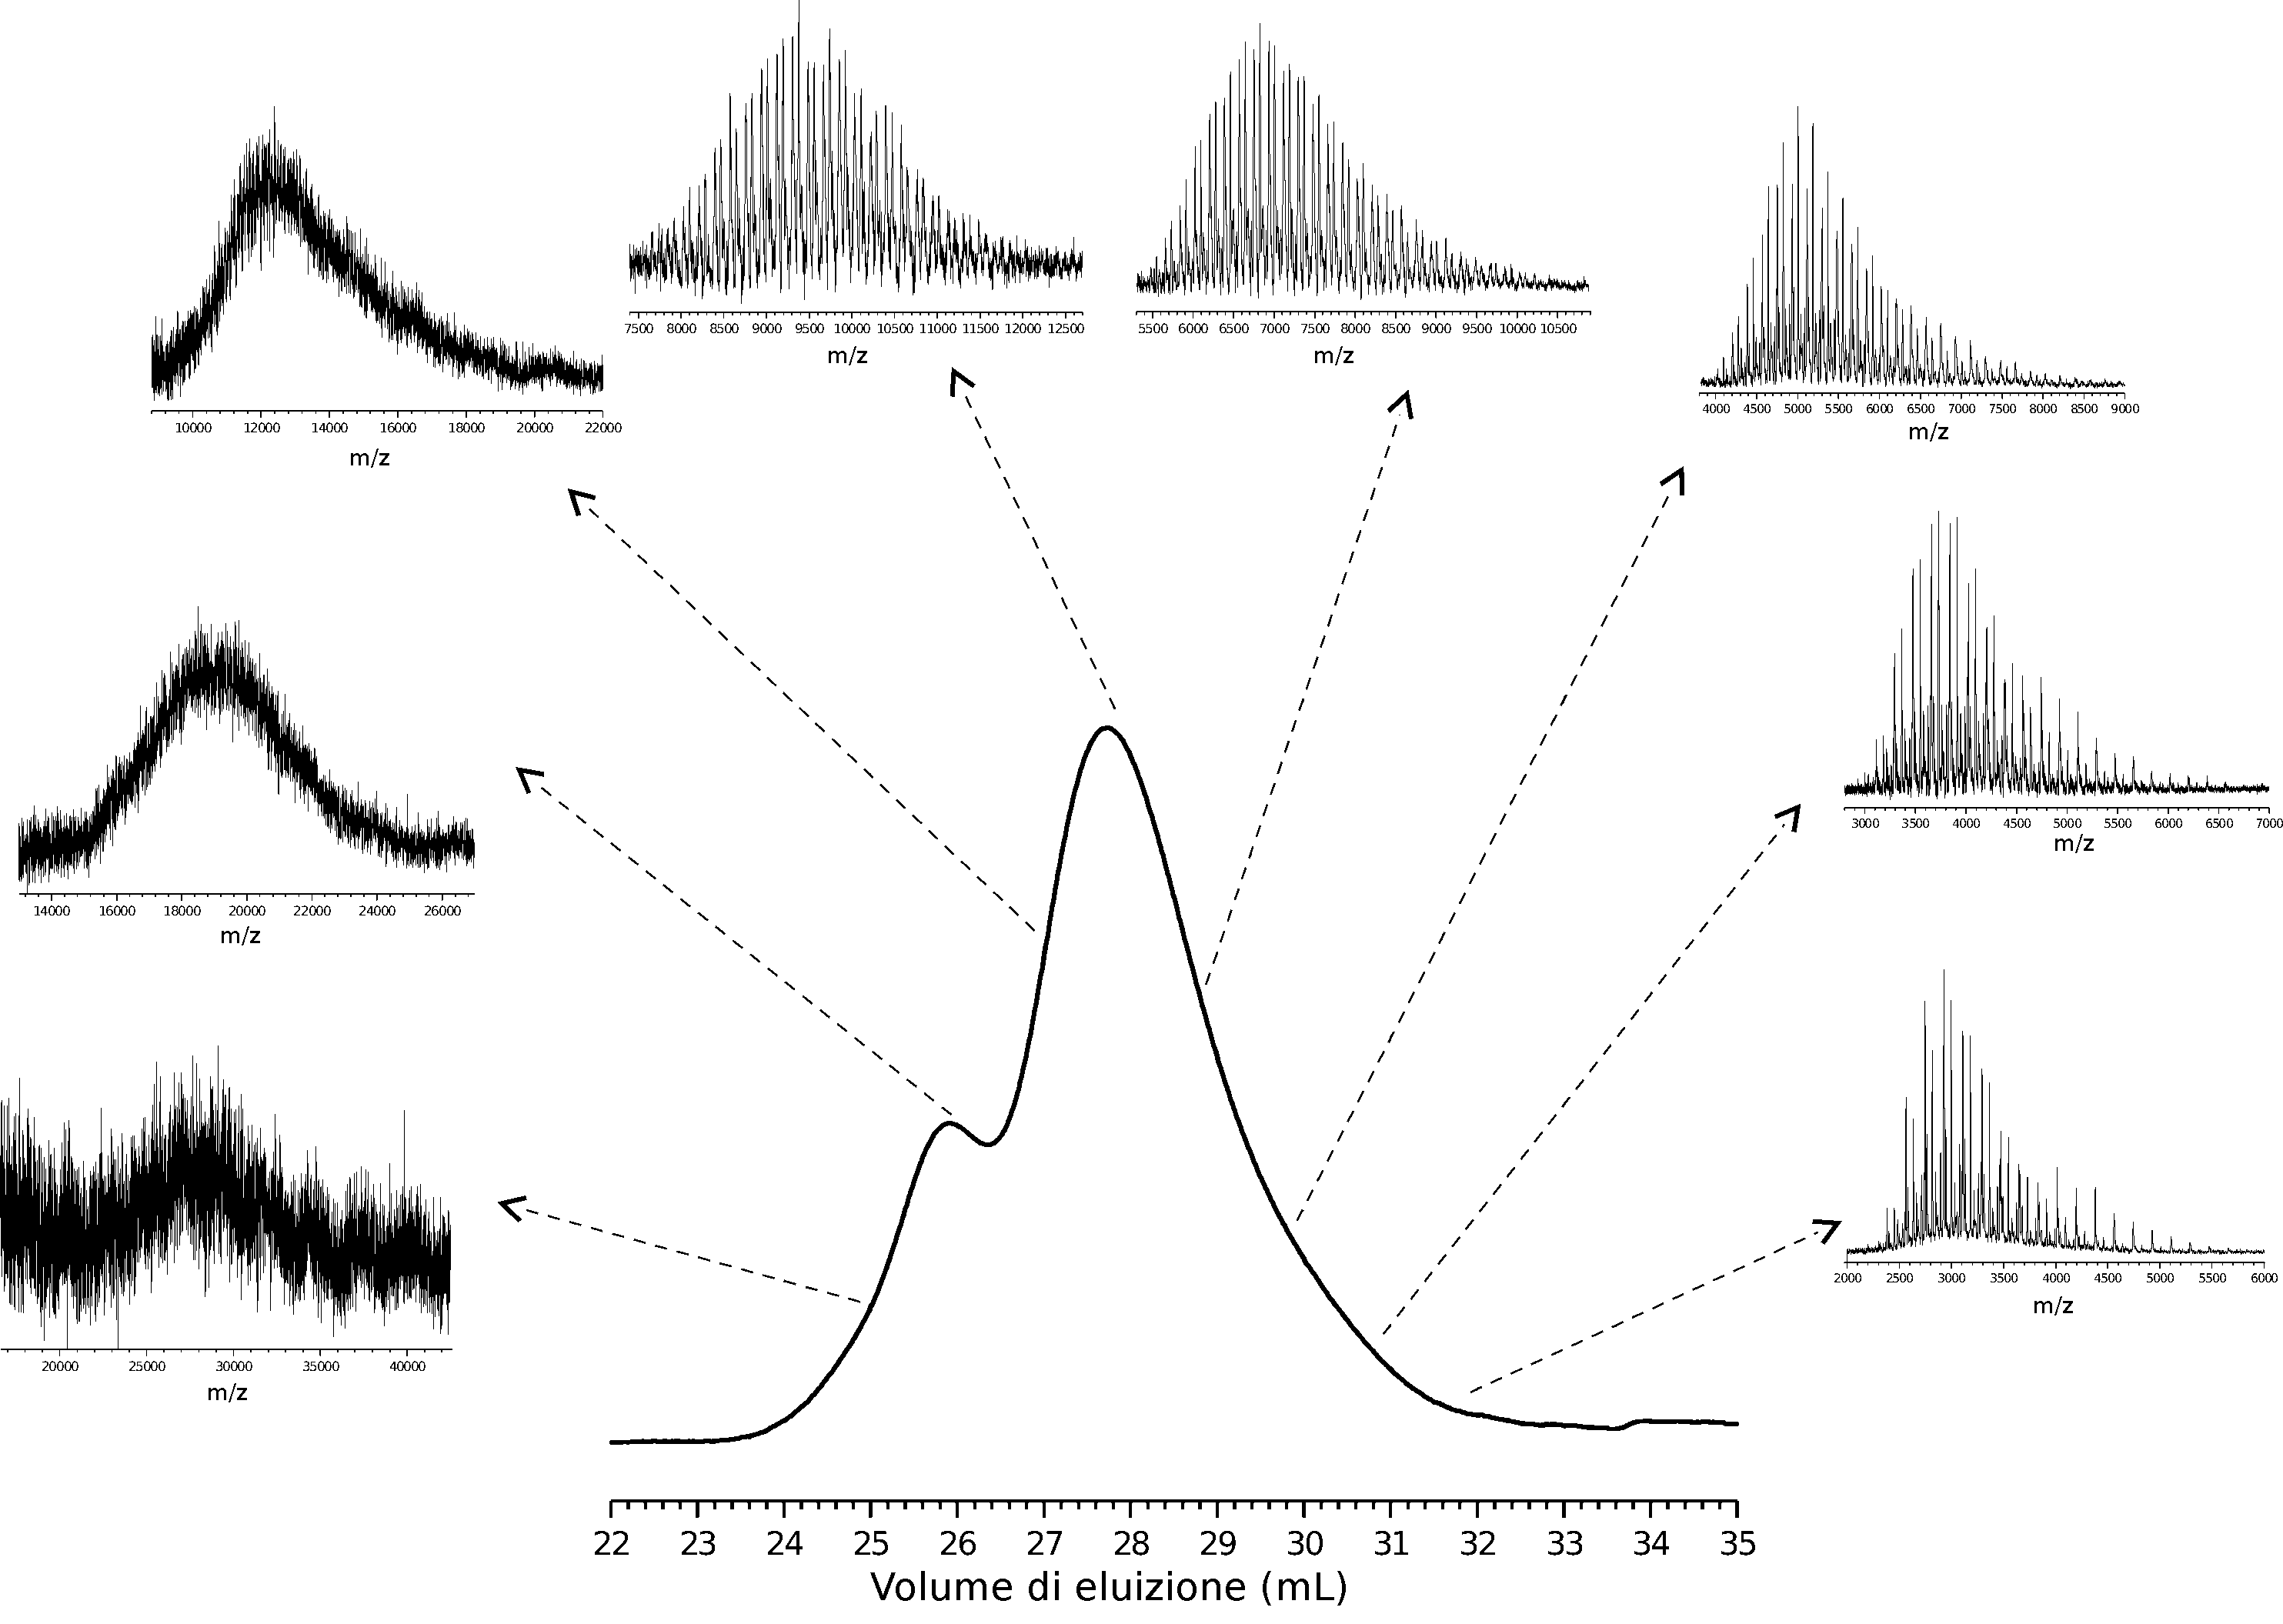 7500 8000 8500 9000 9500 10000 10500 11000 11500 12000 12500
m/z
5500 6000 6500 7000 7500 8000 8500 9000 9500 10000 10500
m/z
4000 4500 5000 5500 6000 6500 7000 7500 8000 8500 9000
m/z
10000 12000 14000 16000 18000 20000 22000
m/z
3000 3500 4000 4500 5000 5500 6000 6500 7000
m/z
14000 16000 18000 20000 22000 24000 26000
m/z
2000 2500 3000 3500 4000 4500 5000 5500 6000
m/z
20000 25000 30000 35000 40000
m/z
22 23 24 25 26 27 28 29 30 31 32 33 34 35
Volume di eluizione (mL)